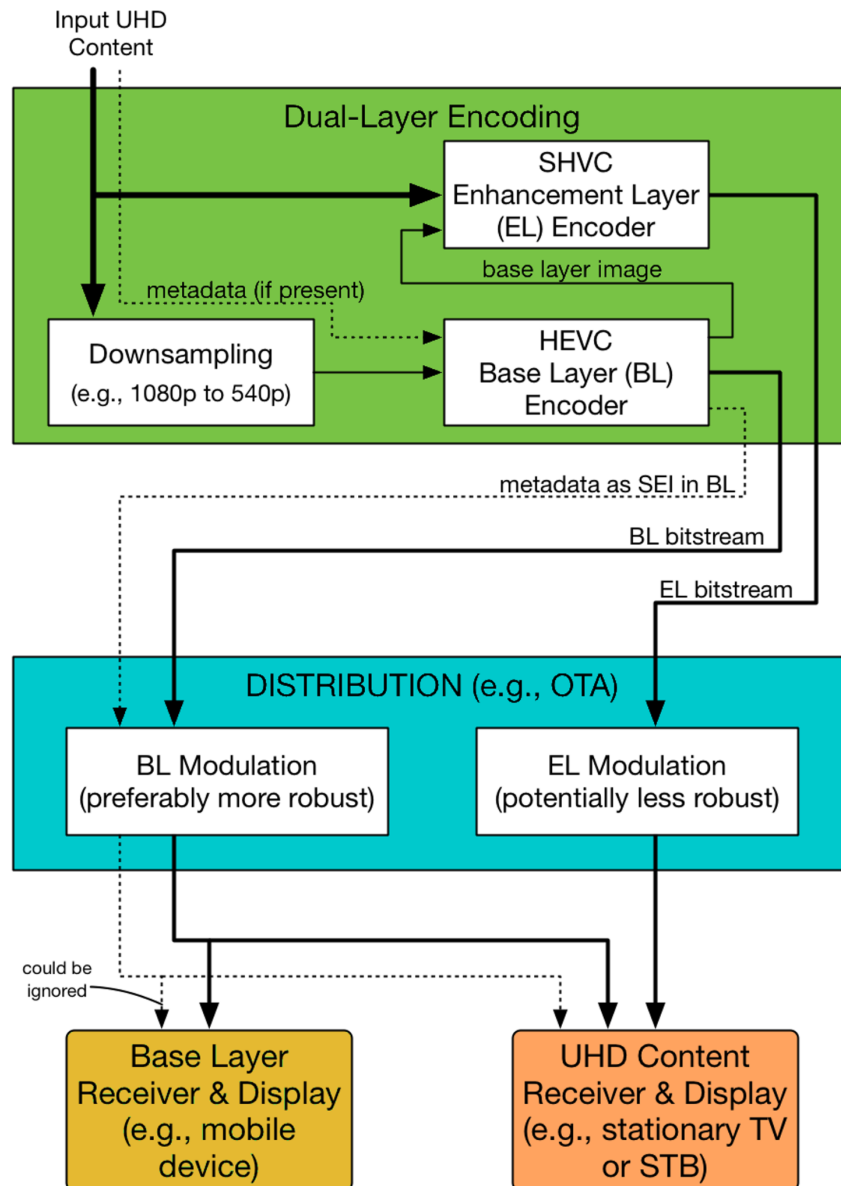 Input UHD
Content
Dual-Layer Encoding
SHVC
Enhancement Layer
(EL) Encoder
base layer image
metadata (if present)
Downsampling
(e.g., 1080p to 540p)
HEVC
Base Layer (BL)
Encoder
metadata as SEI in BL
BL bitstream
EL bitstream
DISTRIBUTION (e.g., OTA)
BL Modulation
(preferably more robust)
EL Modulation
(potentially less robust)
could be
ignored
Base Layer
Receiver & Display
(e.g., mobile
device)
UHD Content
Receiver & Display
(e.g., stationary TV
or STB)